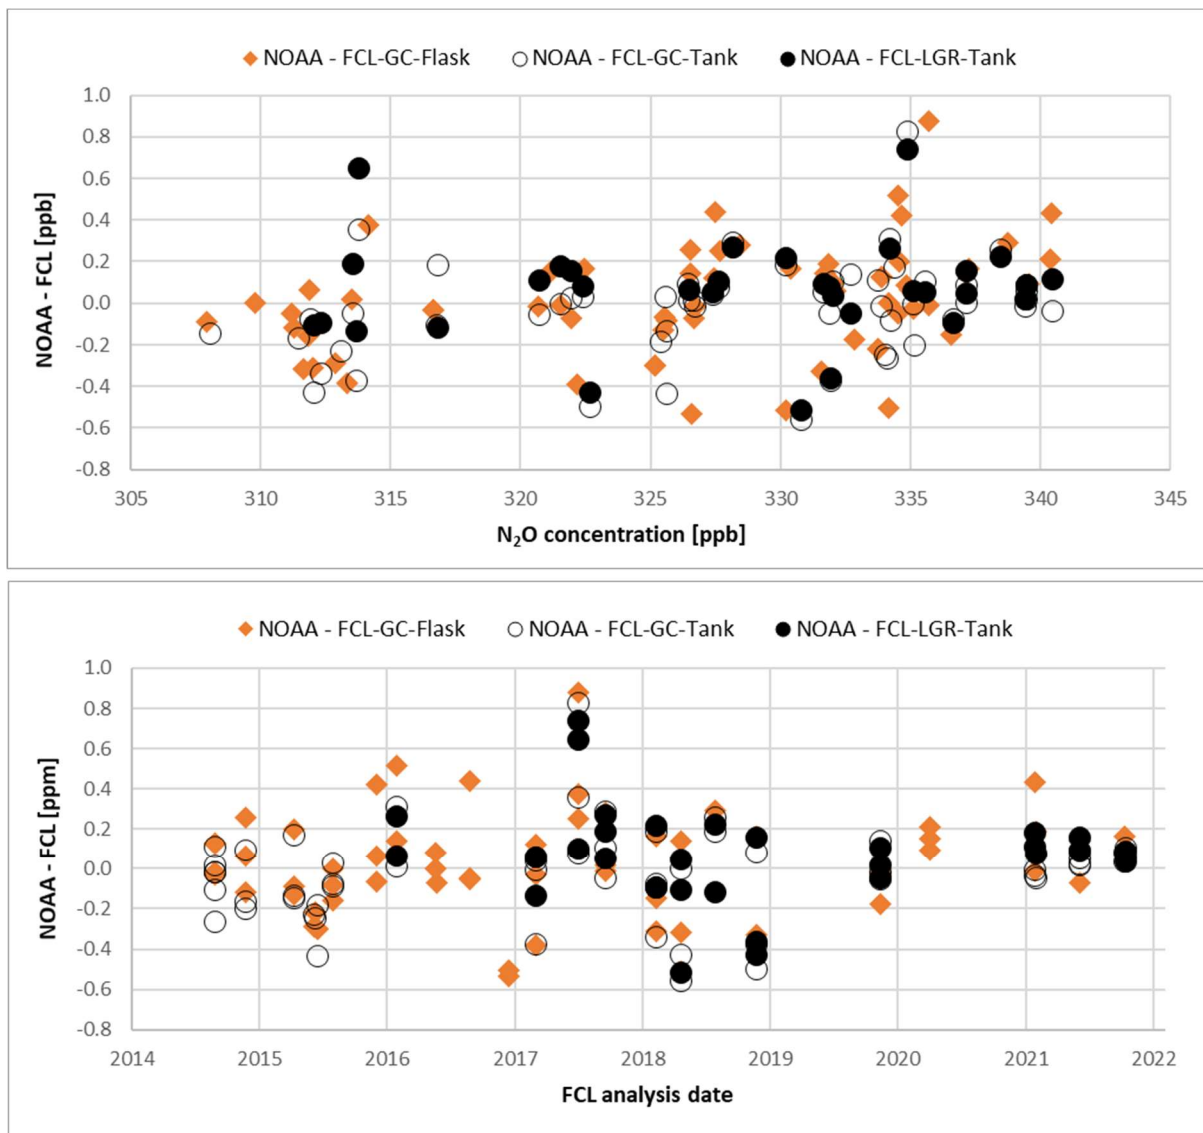 NOAA - FCL-GC-Flask NOAA - FCL-GC-Tank NOAA - FCL-LGR-Tank
1.0
0.8
0.6
0.4
0.2
0.0
-0.2
-0.4
-0.6
-0.8
NOAA - FCL [ppb]
305 310 315 320 325 330 335 340 345
N₂O concentration [ppb]
NOAA - FCL-GC-Flask NOAA - FCL-GC-Tank NOAA - FCL-LGR-Tank
1.0
0.8
0.6
0.4
0.2
0.0
-0.2
-0.4
-0.6
-0.8
NOAA - FCL [ppm]
2014 2015 2016 2017 2018 2019 2020 2021 2022
FCL analysis date